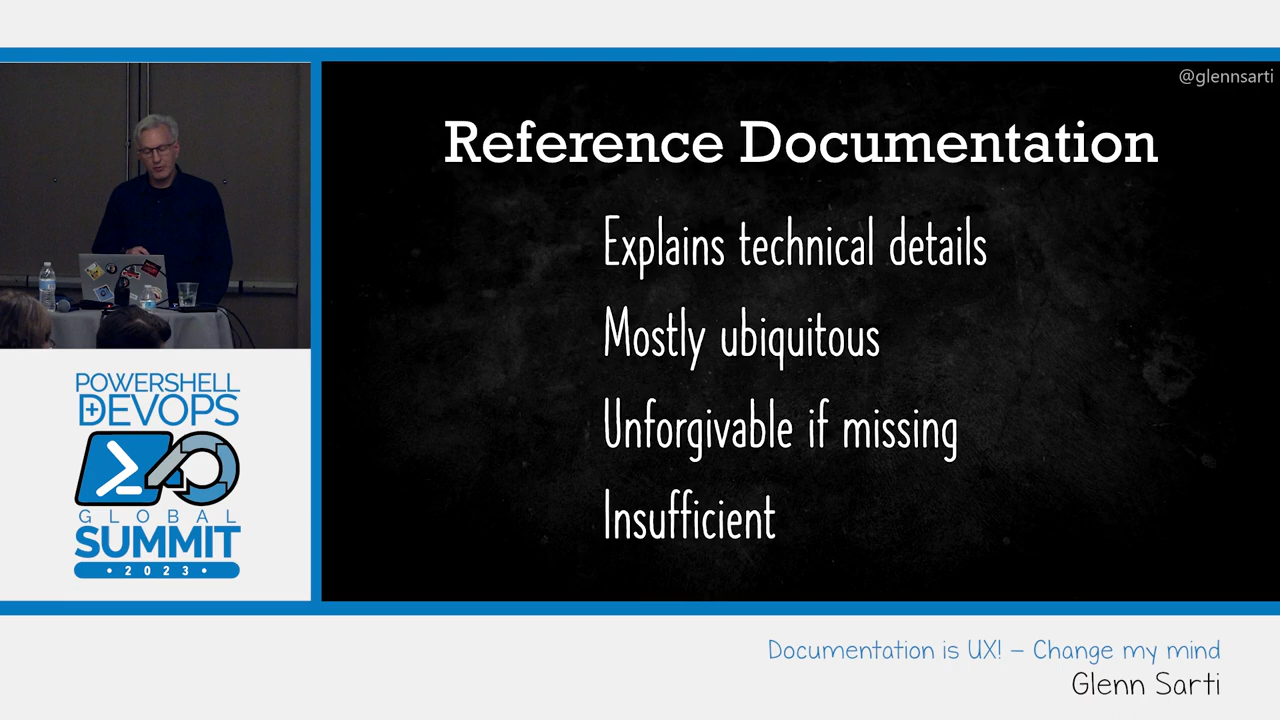 @glennsarti
Reference Documentation
Explains technical details
Mostly ubiquitous
Unforgivable if missing
Insufficient
POWERSHELL
+DEVOPS
GLOBAL
SUMMIT
• 2023 •
Documentation is UX! – Change my mind
Glenn Sarti